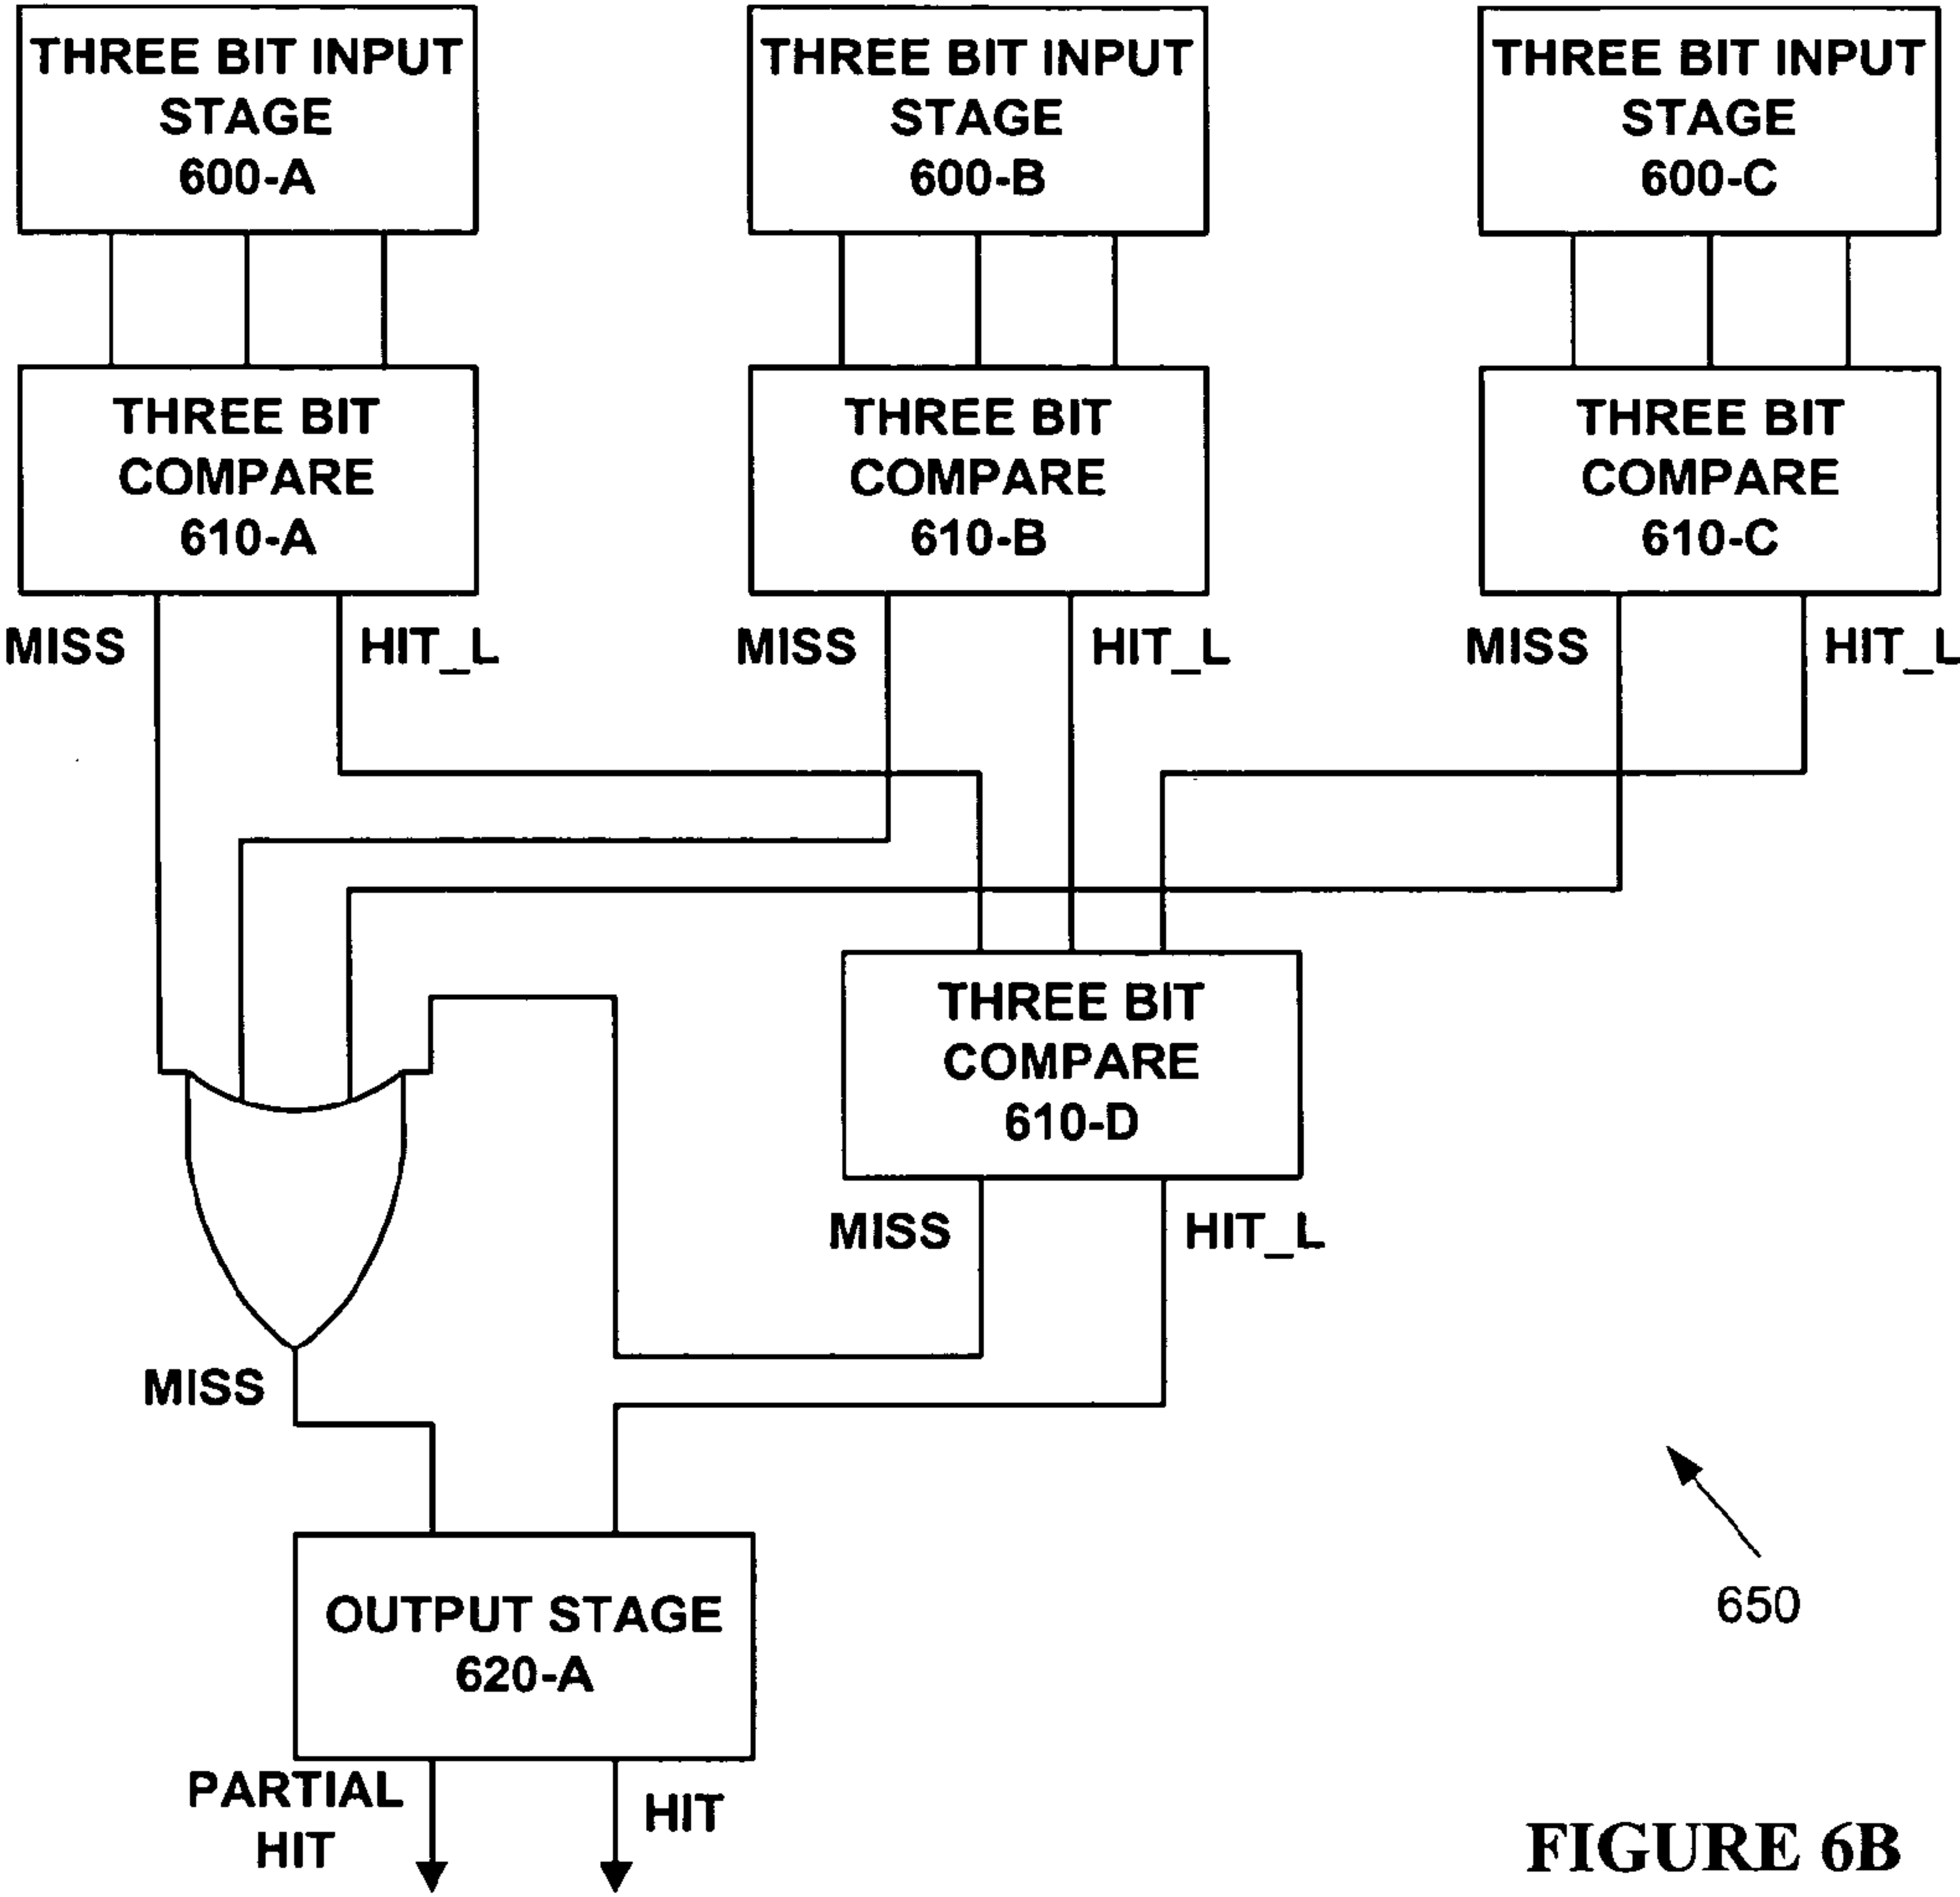 THREE BIT INPUT
STAGE
600-A
THREE BIT INPUT
STAGE
600-B
THREE BIT INPUT
STAGE
600-C
THREE BIT
COMPARE
610-A
THREE BIT
COMPARE
610-B
THREE BIT
COMPARE
610-C
MISS
HIT_L
MISS
HIT_L
MISS
HIT_L
THREE BIT
COMPARE
610-D
MISS
HIT_L
MISS
OUTPUT STAGE
620-A
650
PARTIAL
HIT
HIT
FIGURE 6B